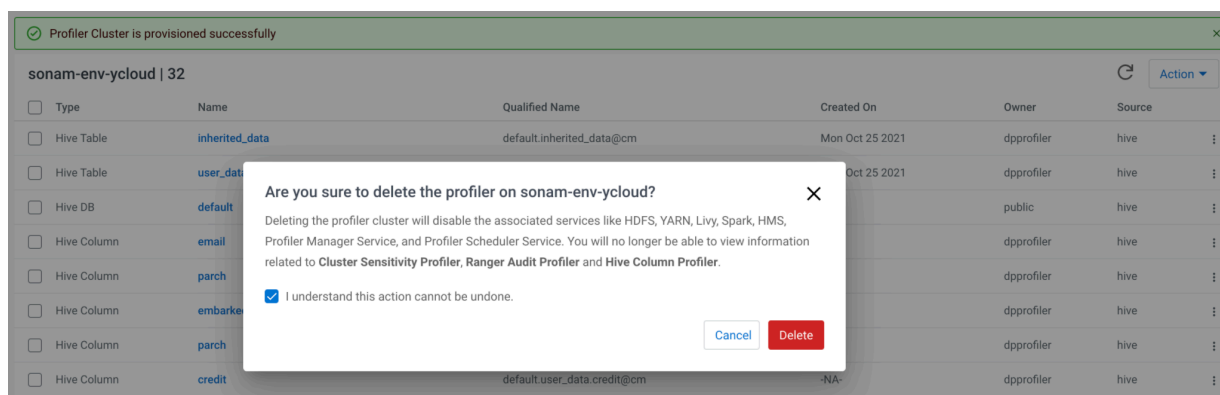 Profiler Cluster is provisioned successfully
sonam-env-ycloud | 32
Action
Type Name Qualified Name Created On Owner Source
Hive Table inherited_data default.inherited_data@cm Mon Oct 25 2021 dpprofiler hive
Hive Table user_data Oct 25 2021 dpprofiler hive
Hive DB default public hive
Hive Column email dpprofiler hive
Hive Column parch dpprofiler hive
Hive Column embarke dpprofiler hive
Hive Column parch dpprofiler hive
Hive Column credit default.user_data.credit@cm -NA- dpprofiler hive
Are you sure to delete the profiler on sonam-env-ycloud?
Deleting the profiler cluster will disable the associated services like HDFS, YARN, Livy, Spark, HMS,
Profiler Manager Service, and Profiler Scheduler Service. You will no longer be able to view information
related to Cluster Sensitivity Profiler, Ranger Audit Profiler and Hive Column Profiler.
I understand this action cannot be undone.
Cancel Delete